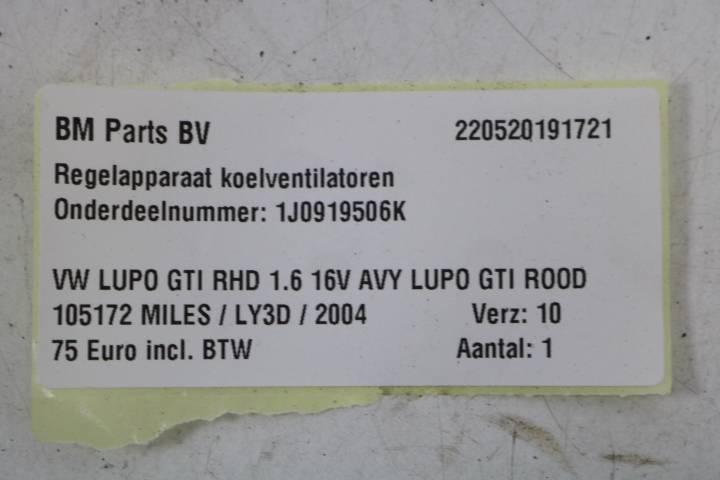 BM Parts BV 220520191721
Regelapparaat koelventilatoren
Onderdeelnummer: 1J0919506K
VW LUPO GTI RHD 1.6 16V AVY LUPO GTI ROOD
105172 MILES / LY3D / 2004 Verz: 10
75 Euro incl. BTW Aantal: 1